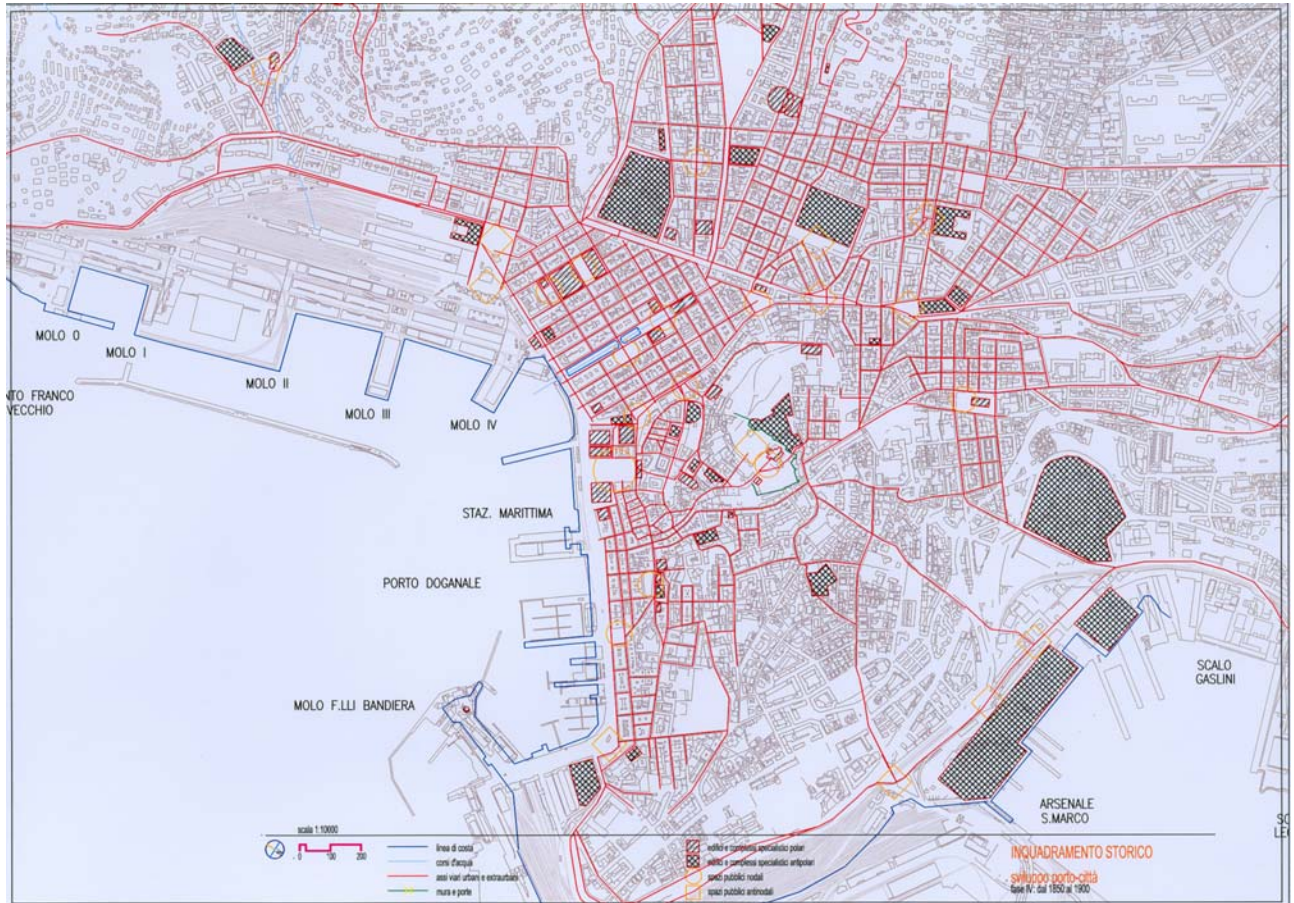 MOLO 0
MOLO I
MOLO II
MOLO III
MOLO IV
NTO FRANCO
VECCHIO
STAZ. MARITTIMA
PORTO DOGANALE
MOLO F.LLI BANDIERA
SCALO
GASLINI
ARSENALE
S.MARCO
SC
LE
scala 1:10000
0 100 200
linea di costa
corsi d'acqua
assi viari urbani e extraurbani
mura e porte
edifici e complessi specialistici polari
edifici e complessi specialistici antipolari
spazi pubblici nodali
spazi pubblici antinodali
INQUADRAMENTO STORICO
sviluppo porto-città
fase IV: dal 1850 al 1900